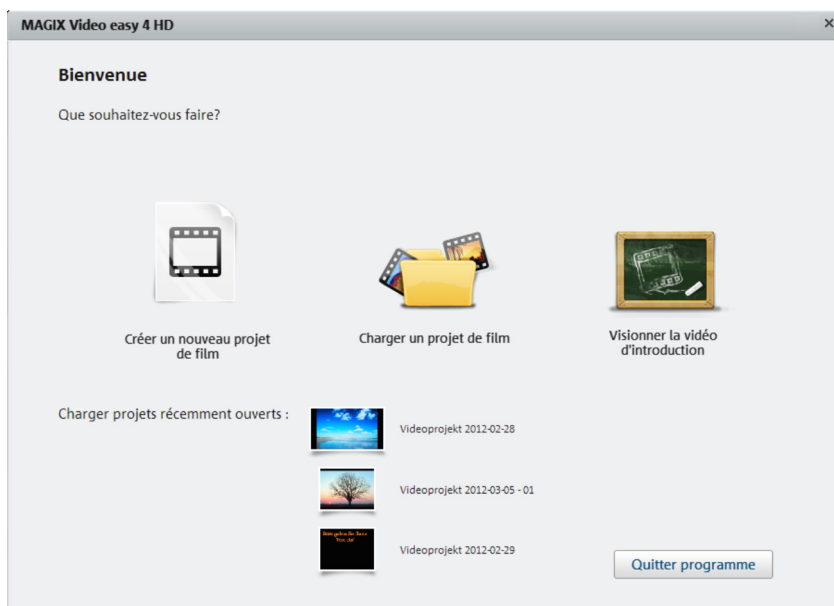 MAGIX Video easy 4 HD
Bienvenue
Que souhaitez-vous faire?
Créer un nouveau projet
de film
Charger un projet de film
Visionner la vidéo
d'introduction
Charger projets récemment ouverts :
Videoprojekt 2012-02-28
Videoprojekt 2012-03-05 - 01
Videoprojekt 2012-02-29
Quitter programme